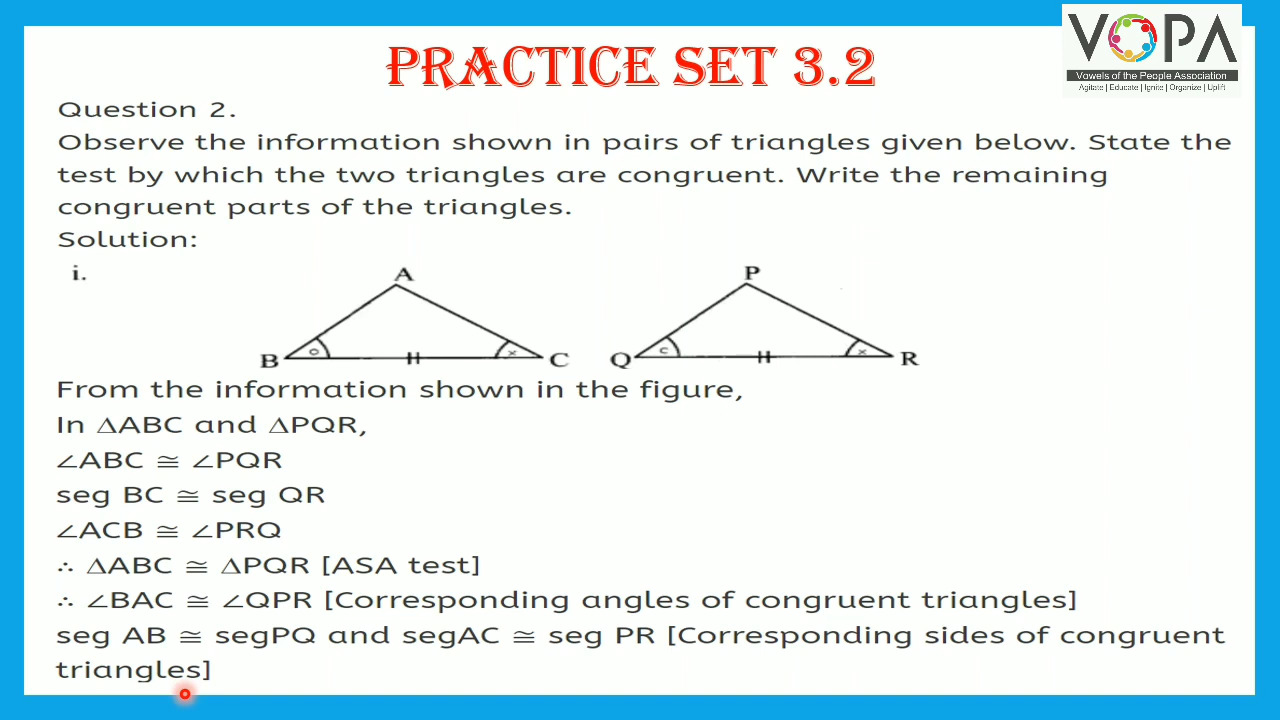 VOPA
Vowels of the People Association
Agitate | Educate | Ignite | Organize | Uplift
PRACTICE SET 3.2
Question 2.
Observe the information shown in pairs of triangles given below. State the
test by which the two triangles are congruent. Write the remaining
congruent parts of the triangles.
Solution:
i.
A
P
B
o
x
C
Q
c
x
R
From the information shown in the figure,
In ∆ABC and ∆PQR,
∠ABC ≅ ∠PQR
seg BC ≅ seg QR
∠ACB ≅ ∠PRQ
∴ ∆ABC ≅ ∆PQR [ASA test]
∴ ∠BAC ≅ ∠QPR [Corresponding angles of congruent triangles]
seg AB ≅ segPQ and segAC ≅ seg PR [Corresponding sides of congruent
triangles]